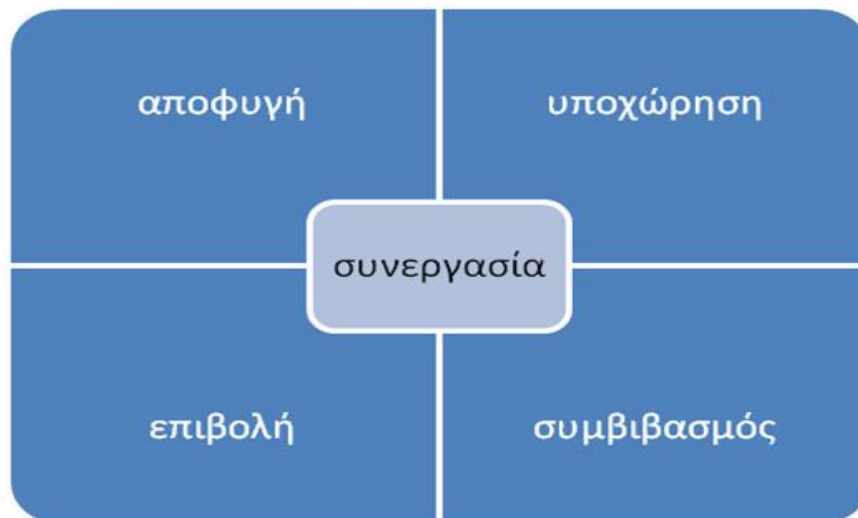 αποφυγή
υποχώρηση
συνεργασία
επιβολή
συμβιβασμός